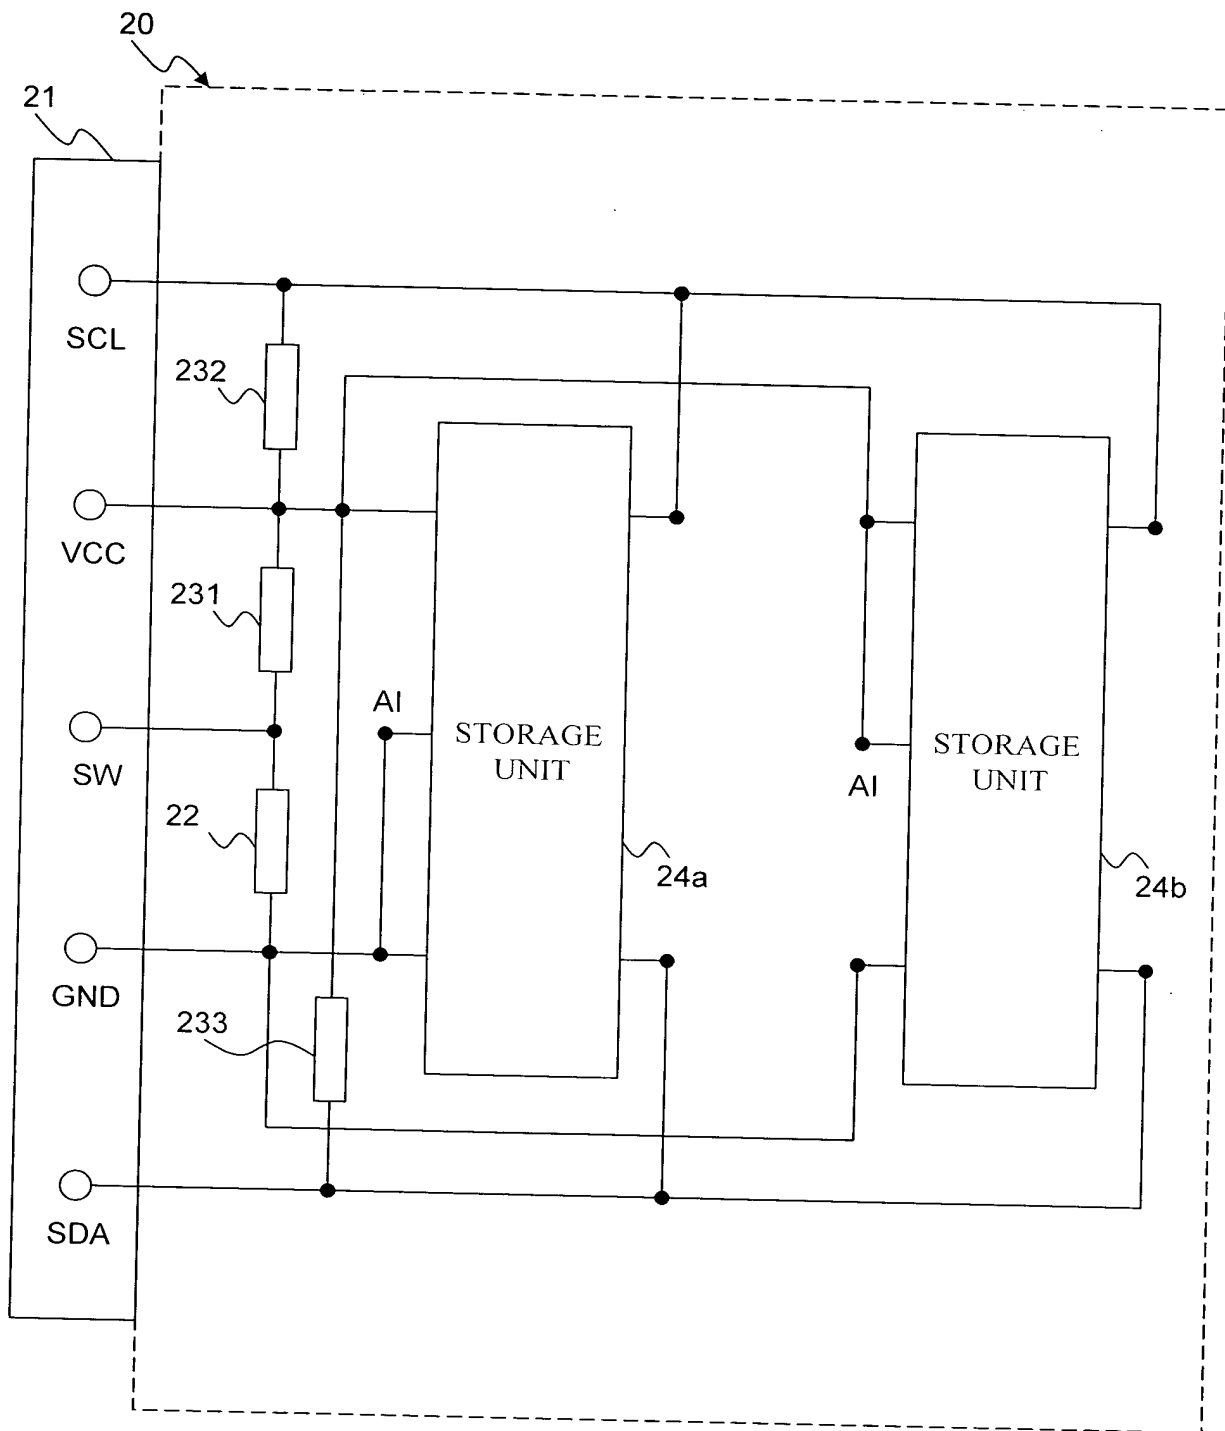 20
21
SCL
232
VCC
231
AI
STORAGE
UNIT
STORAGE
UNIT
SW
AI
22
24a
24b
GND
233
SDA